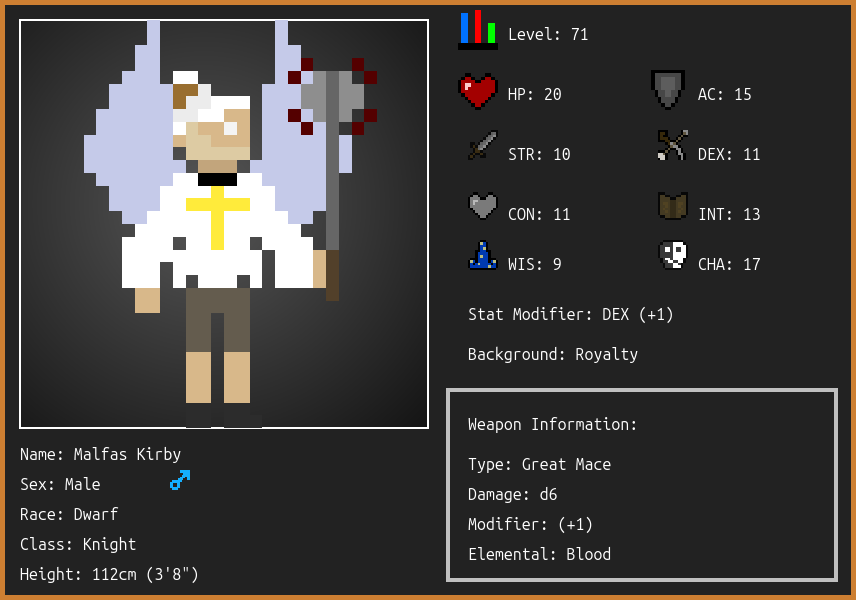 Level: 71
HP: 20
AC: 15
STR: 10
DEX: 11
CON: 11
INT: 13
WIS: 9
CHA: 17
Stat Modifier: DEX (+1)
Background: Royalty
Weapon Information:
Type: Great Mace
Damage: d6
Modifier: (+1)
Elemental: Blood
Name: Malfas Kirby
Sex: Male
Race: Dwarf
Class: Knight
Height: 112cm (3'8")